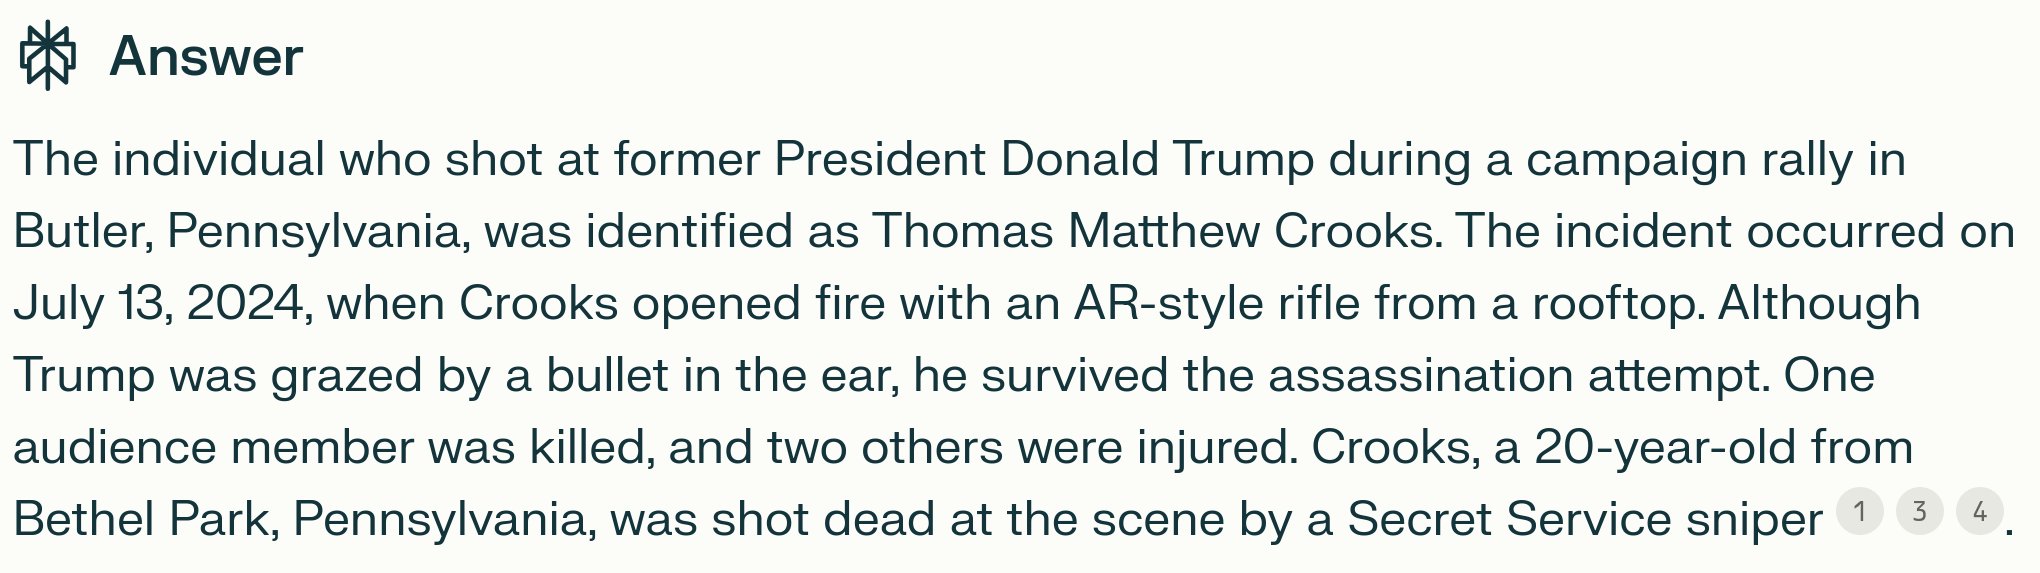 Answer
The individual who shot at former President Donald Trump during a campaign rally in
Butler, Pennsylvania, was identified as Thomas Matthew Crooks. The incident occurred on
July 13, 2024, when Crooks opened fire with an AR-style rifle from a rooftop. Although
Trump was grazed by a bullet in the ear, he survived the assassination attempt. One
audience member was killed, and two others were injured. Crooks, a 20-year-old from
Bethel Park, Pennsylvania, was shot dead at the scene by a Secret Service sniper 1 3 4 .